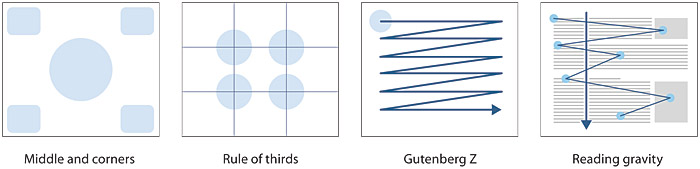 Middle and corners
Rule of thirds
Gutenberg Z
Reading gravity